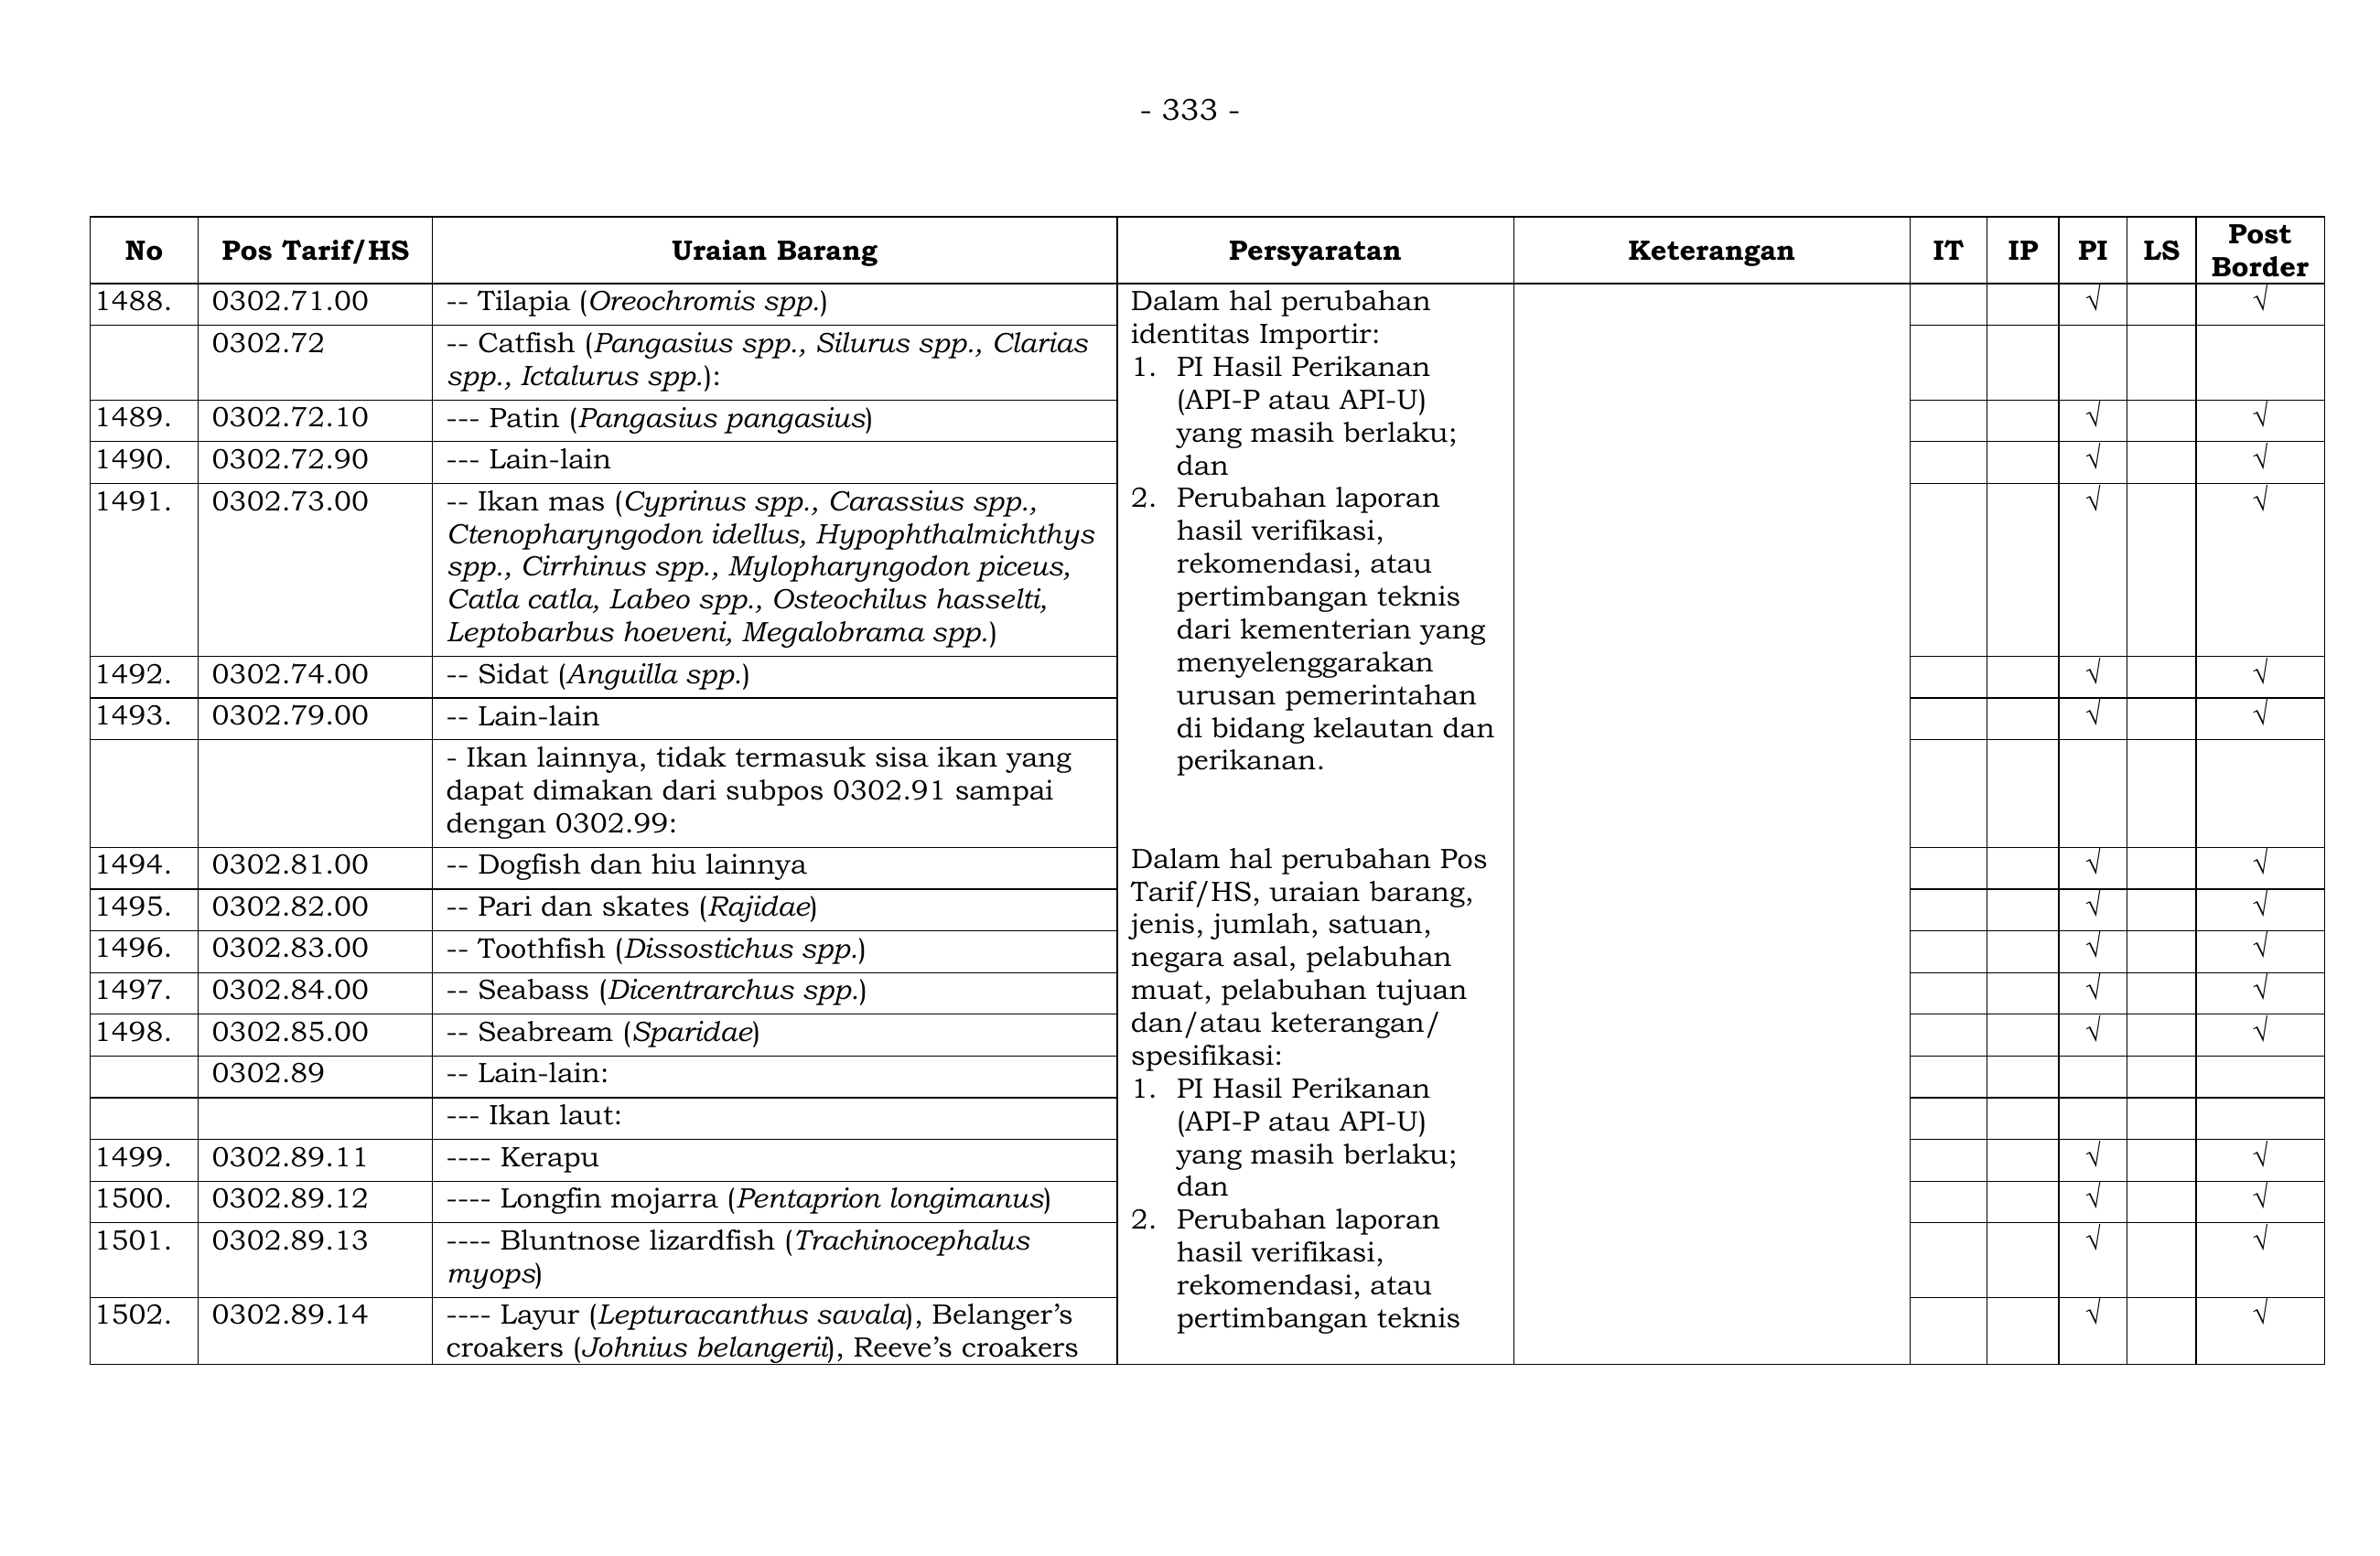 - 333 -
No Pos Tarif/HS Uraian Barang Persyaratan Keterangan IT IP PI LS Post Border
1488. 0302.71.00 -- Tilapia (Oreochromis spp.) √ √
0302.72 -- Catfish (Pangasius spp., Silurus spp., Clarias
spp., Ictalurus spp.):
1489. 0302.72.10 --- Patin (Pangasius pangasius) √ √
1490. 0302.72.90 --- Lain-lain √ √
1491. 0302.73.00 -- Ikan mas (Cyprinus spp., Carassius spp., √ √
Ctenopharyngodon idellus, Hypophthalmichthys
spp., Cirrhinus spp., Mylopharyngodon piceus,
Catla catla, Labeo spp., Osteochilus hasselti,
Leptobarbus hoeveni, Megalobrama spp.)
1492. 0302.74.00 -- Sidat (Anguilla spp.) √ √
1493. 0302.79.00 -- Lain-lain √ √
- Ikan lainnya, tidak termasuk sisa ikan yang
dapat dimakan dari subpos 0302.91 sampai
dengan 0302.99:
1494. 0302.81.00 -- Dogfish dan hiu lainnya √ √
1495. 0302.82.00 -- Pari dan skates (Rajidae) √ √
1496. 0302.83.00 -- Toothfish (Dissostichus spp.) √ √
1497. 0302.84.00 -- Seabass (Dicentrarchus spp.) √ √
1498. 0302.85.00 -- Seabream (Sparidae) √ √
0302.89 -- Lain-lain:
--- Ikan laut:
1499. 0302.89.11 ---- Kerapu √ √
1500. 0302.89.12 ---- Longfin mojarra (Pentaprion longimanus) √ √
1501. 0302.89.13 ---- Bluntnose lizardfish (Trachinocephalus √ √
myops)
1502. 0302.89.14 ---- Layur (Lepturacanthus savala), Belanger’s √ √
croakers (Johnius belangerii), Reeve’s croakers
Dalam hal perubahan
identitas Importir:
1. PI Hasil Perikanan
(API-P atau API-U)
yang masih berlaku;
dan
2. Perubahan laporan
hasil verifikasi,
rekomendasi, atau
pertimbangan teknis
dari kementerian yang
menyelenggarakan
urusan pemerintahan
di bidang kelautan dan
perikanan.
Dalam hal perubahan Pos
Tarif/HS, uraian barang,
jenis, jumlah, satuan,
negara asal, pelabuhan
muat, pelabuhan tujuan
dan/atau keterangan/
spesifikasi:
1. PI Hasil Perikanan
(API-P atau API-U)
yang masih berlaku;
dan
2. Perubahan laporan
hasil verifikasi,
rekomendasi, atau
pertimbangan teknis